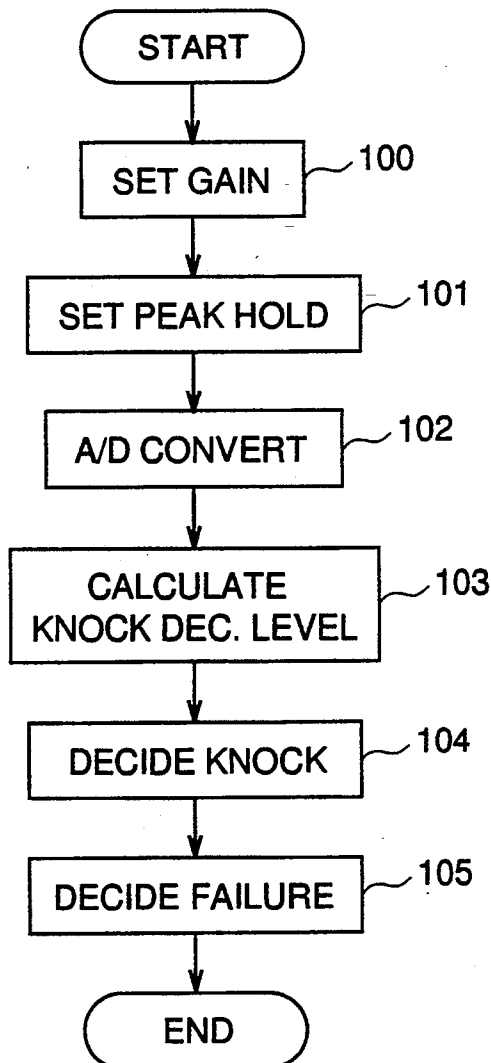 START
SET GAIN
100
SET PEAK HOLD
101
A/D CONVERT
102
CALCULATE
KNOCK DEC. LEVEL
103
DECIDE KNOCK
104
DECIDE FAILURE
105
END